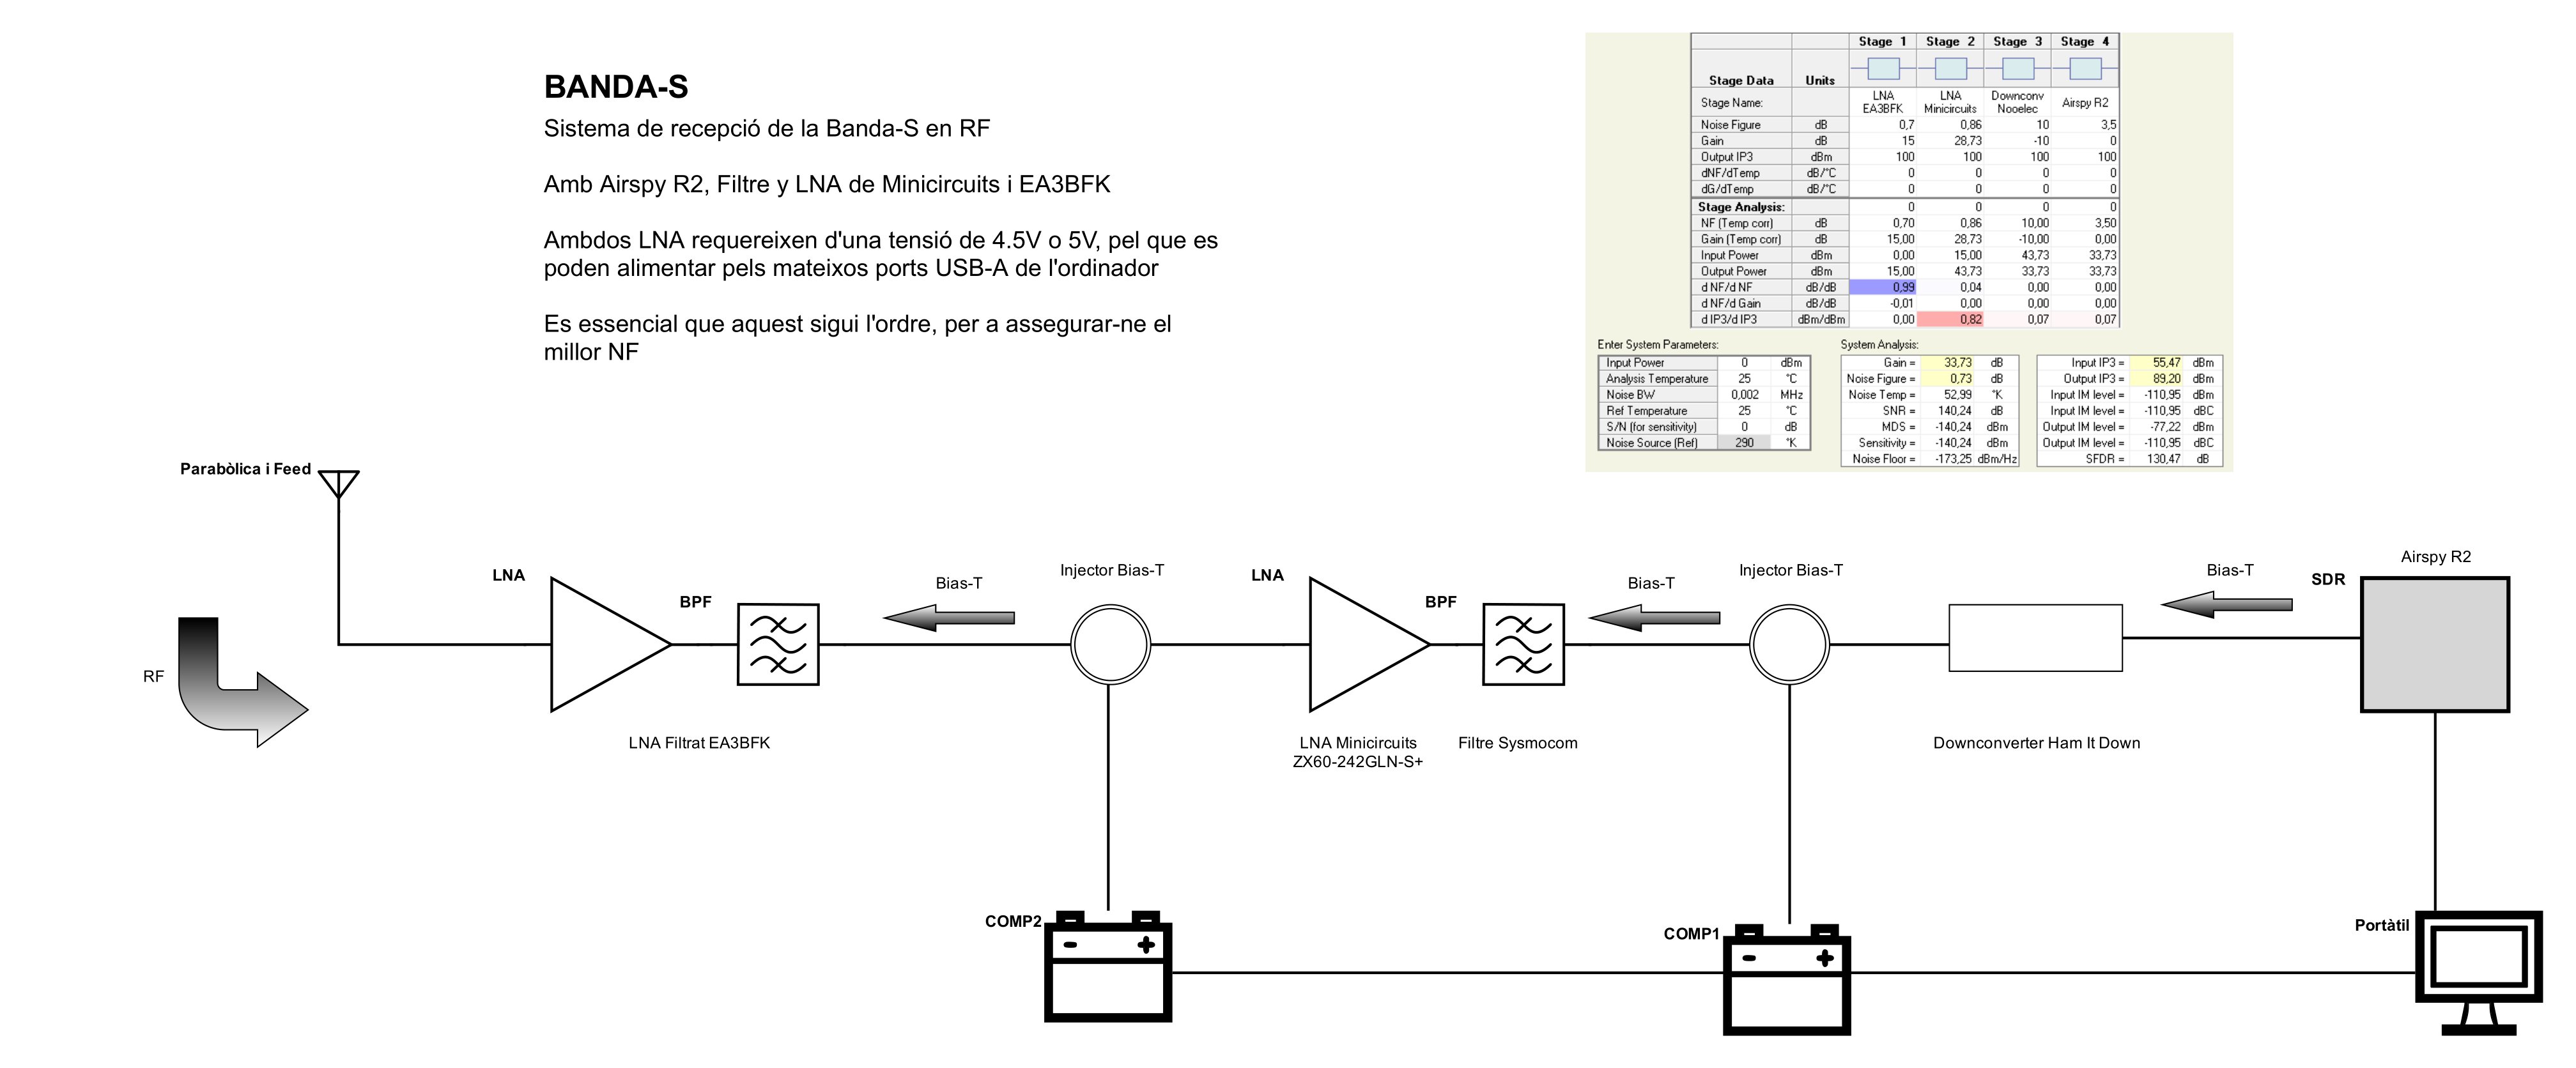 BANDA-S
Sistema de recepció de la Banda-S en RF
Amb Airspy R2, Filtre y LNA de Minicircuits i EA3BFK
Ambdos LNA requereixen d'una tensió de 4.5V o 5V, pel que es
poden alimentar pels mateixos ports USB-A de l'ordinador
Es essencial que aquest sigui l'ordre, per a assegurar-ne el
millor NF
Stage 1 Stage 2 Stage 3 Stage 4
Stage Data Units
Stage Name: LNA EA3BFK LNA Minicircuits Downconv Nooelec Airspy R2
Noise Figure dB 0,7 0,86 10 3,5
Gain dB 15 28,73 -10 0
Output IP3 dBm 100 100 100 100
dNF/dTemp dB/°C 0 0 0 0
dG/dTemp dB/°C 0 0 0 0
Stage Analysis: 0 0 0 0
NF (Temp corr) dB 0,70 0,86 10,00 3,50
Gain (Temp corr) dB 15,00 28,73 -10,00 0,00
Input Power dBm 0,00 15,00 43,73 33,73
Output Power dBm 15,00 43,73 33,73 33,73
d NF/d NF dB/dB 0,99 0,04 0,00 0,00
d NF/d Gain dB/dB -0,01 0,00 0,00 0,00
d IP3/d IP3 dBm/dBm 0,00 0,82 0,07 0,07
Enter System Parameters:
Input Power 0 dBm
Analysis Temperature 25 °C
Noise BW 0,002 MHz
Ref Temperature 25 °C
S/N (for sensitivity) 0 dB
Noise Source (Ref) 290 °K
System Analysis:
Gain = 33,73 dB
Noise Figure = 0,73 dB
Noise Temp = 52,99 °K
SNR = 140,24 dB
MDS = -140,24 dBm
Sensitivity = -140,24 dBm
Noise Floor = -173,25 dBm/Hz
Input IP3 = 55,47 dBm
Output IP3 = 89,20 dBm
Input IM level = -110,95 dBm
Input IM level = -110,95 dBC
Output IM level = -77,22 dBm
Output IM level = -110,95 dBC
SFDR = 130,47 dB
Parabòlica i Feed
RF
LNA
BPF
LNA Filtrat EA3BFK
Bias-T
Injector Bias-T
LNA
BPF
LNA Minicircuits
ZX60-242GLN-S+
Filtre Sysmocom
Bias-T
Injector Bias-T
Downconverter Ham It Down
Bias-T
SDR
Airspy R2
COMP2
- +
COMP1
- +
Portàtil